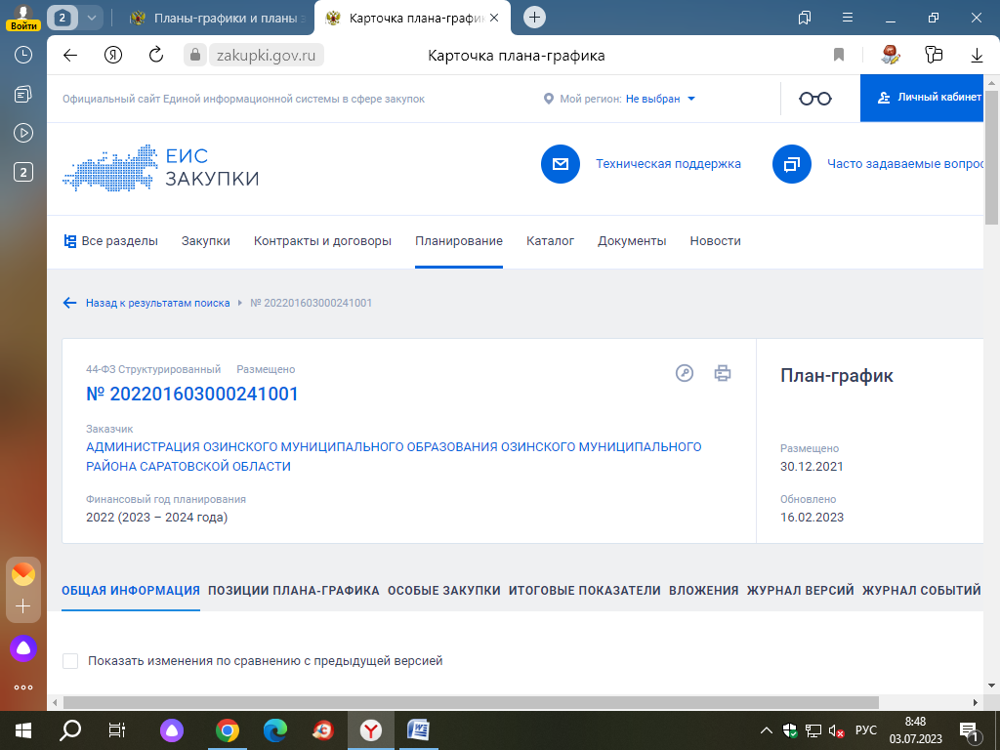 Войти
2
Планы-графики и планы
Карточка плана-графи
zakupki.gov.ru
Карточка плана-графика
2
Официальный сайт Единой информационной системы в сфере закупок
Мой регион: Не выбран
Личный кабинет
ЕИС
ЗАКУПКИ
Техническая поддержка
Часто задаваемые вопрос
Все разделы
Закупки
Контракты и договоры
Планирование
Каталог
Документы
Новости
Назад к результатам поиска
№ 202201603000241001
44-ФЗ Структурированный
Размещено
№ 202201603000241001
Заказчик
АДМИНИСТРАЦИЯ ОЗИНСКОГО МУНИЦИПАЛЬНОГО ОБРАЗОВАНИЯ ОЗИНСКОГО МУНИЦИПАЛЬНОГО
РАЙОНА САРАТОВСКОЙ ОБЛАСТИ
Финансовый год планирования
2022 (2023 – 2024 года)
План-график
Размещено
30.12.2021
Обновлено
16.02.2023
ОБЩАЯ ИНФОРМАЦИЯ
ПОЗИЦИИ ПЛАНА-ГРАФИКА
ОСОБЫЕ ЗАКУПКИ
ИТОГОВЫЕ ПОКАЗАТЕЛИ
ВЛОЖЕНИЯ
ЖУРНАЛ ВЕРСИЙ
ЖУРНАЛ СОБЫТИЙ
Показать изменения по сравнению с предыдущей версией
РУС
8:48
03.07.2023
1